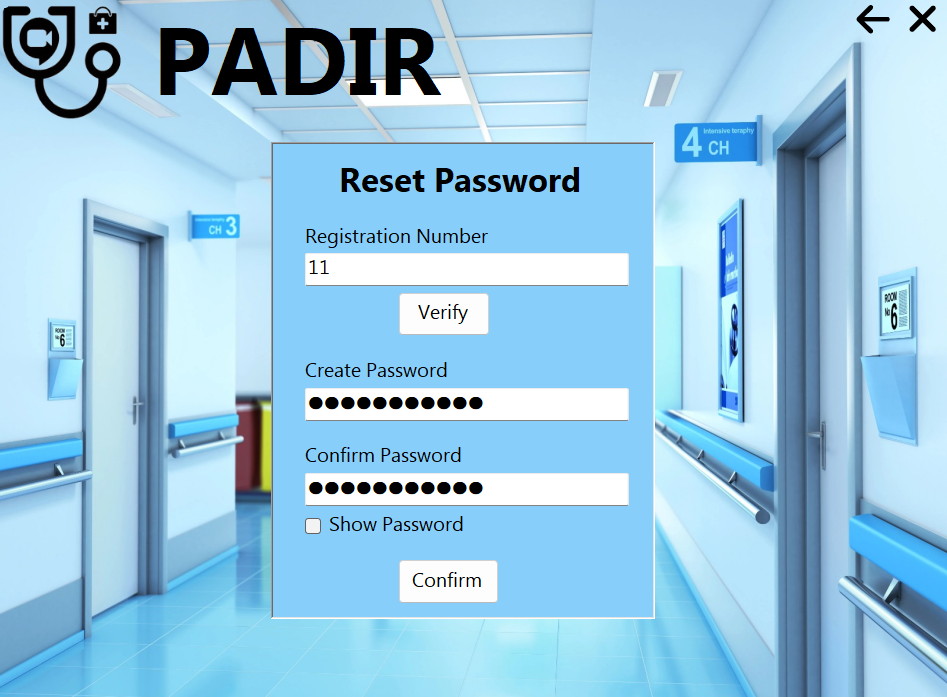 PADIR
Intensive teraphy
4 CH
Reset Password
CH 3
Registration Number
11
ROOM
No 6
Verify
ROOM
No 6
Create Password
●●●●●●●●●●●
Confirm Password
●●●●●●●●●●●
Show Password
Confirm